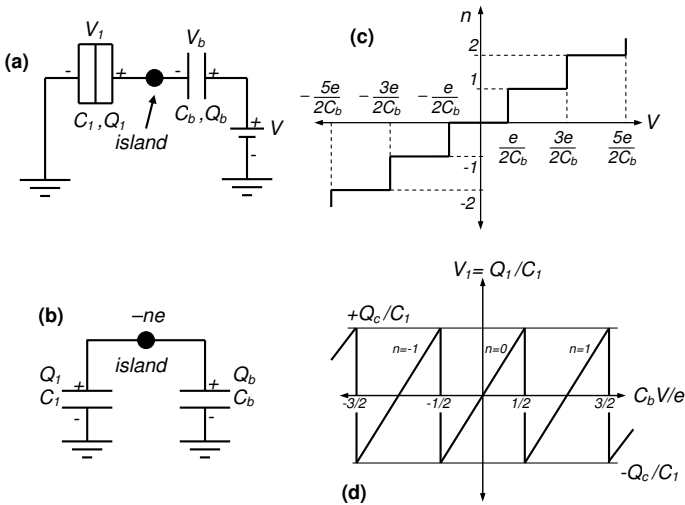 (a)
V1
Vb
- + - +
C1,Q1
island
Cb,Qb
+
V
-
(b)
–ne
island
Q1
C1
+
-
Qb
Cb
+
-
(c)
n
2
1
-1
-2
V
- 5e/2Cb
- 3e/2Cb
- e/2Cb
e/2Cb
3e/2Cb
5e/2Cb
V1= Q1/C1
+Qc/C1
n=-1
n=0
n=1
-3/2
-1/2
1/2
3/2
CbV/e
-Qc/C1
(d)